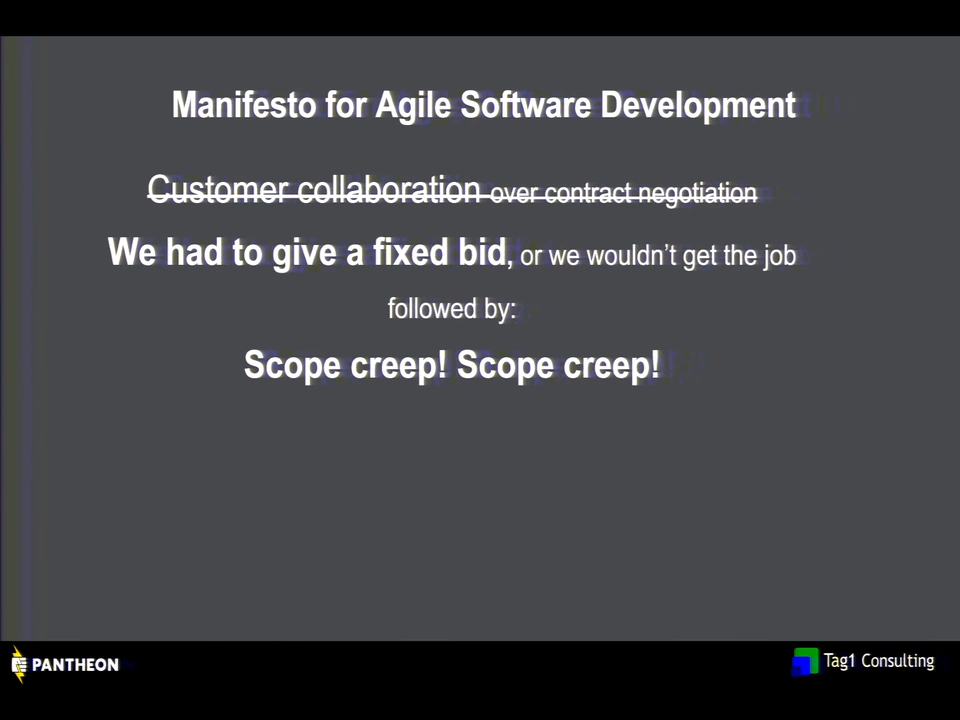 Manifesto for Agile Software Development
Customer collaboration over contract negotiation
We had to give a fixed bid, or we wouldn't get the job
followed by:
Scope creep! Scope creep!
PANTHEON
Tag1 Consulting